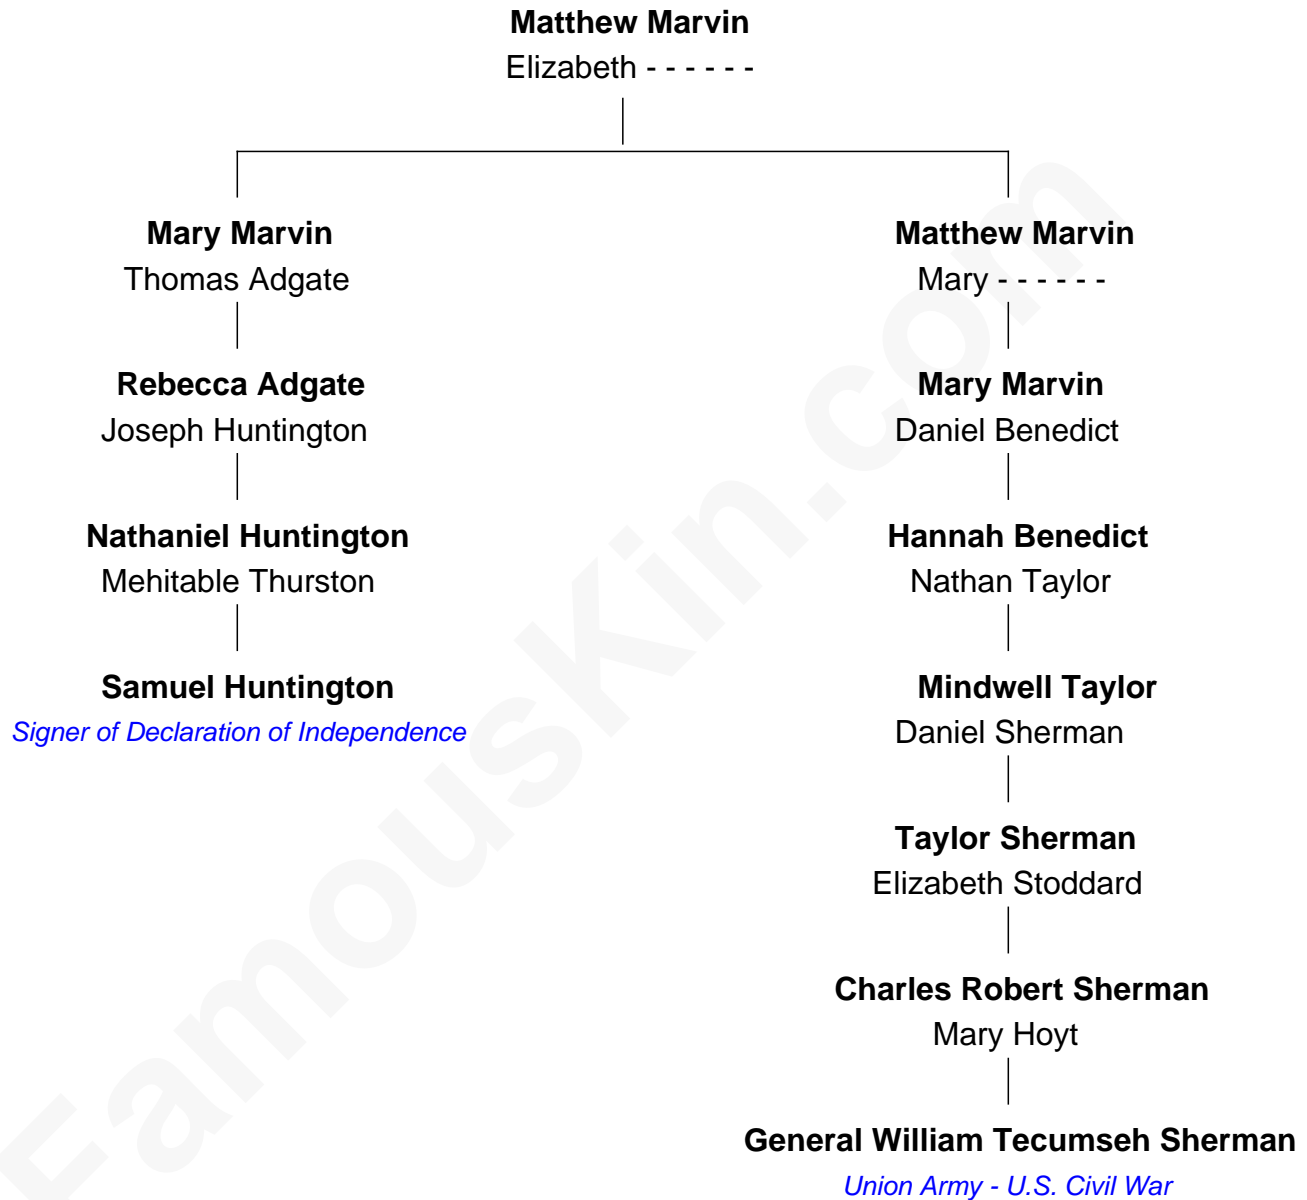 Matthew Marvin
Elizabeth - - - - - -
Mary Marvin
Thomas Adgate
Matthew Marvin
Mary - - - - - -
Rebecca Adgate
Joseph Huntington
Mary Marvin
Daniel Benedict
Nathaniel Huntington
Mehitable Thurston
Hannah Benedict
Nathan Taylor
Samuel Huntington
Signer of Declaration of Independence
Mindwell Taylor
Daniel Sherman
Taylor Sherman
Elizabeth Stoddard
Charles Robert Sherman
Mary Hoyt
General William Tecumseh Sherman
Union Army - U.S. Civil War
FamousKin.com